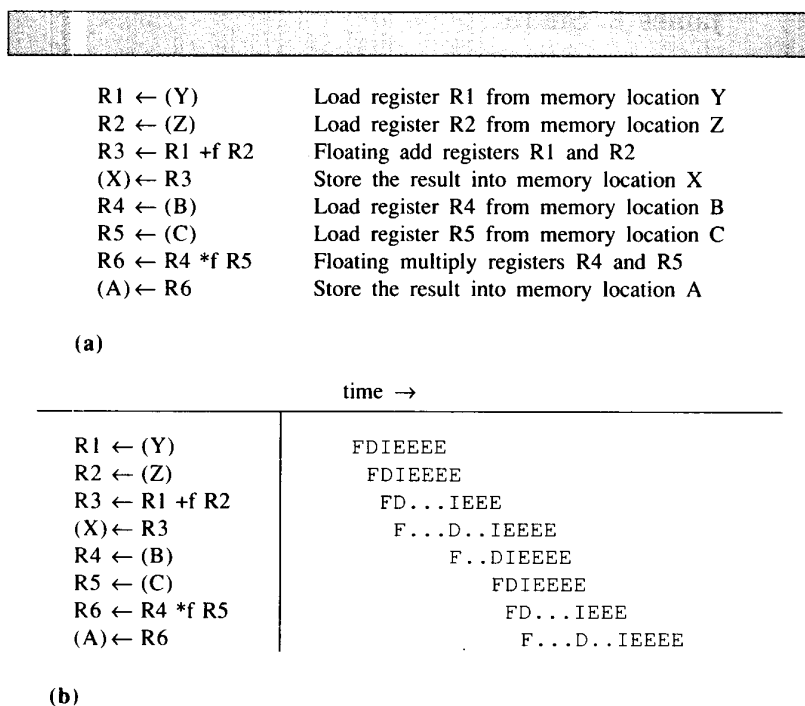 R1 ← (Y) Load register R1 from memory location Y
R2 ← (Z) Load register R2 from memory location Z
R3 ← R1 +f R2 Floating add registers R1 and R2
(X) ← R3 Store the result into memory location X
R4 ← (B) Load register R4 from memory location B
R5 ← (C) Load register R5 from memory location C
R6 ← R4 *f R5 Floating multiply registers R4 and R5
(A) ← R6 Store the result into memory location A
(a)
time →
R1 ← (Y) FDIEEEE
R2 ← (Z) FDIEEEE
R3 ← R1 +f R2 FD...IEEE
(X) ← R3 F...D..IEEEE
R4 ← (B) F..DIEEEE
R5 ← (C) FDIEEEE
R6 ← R4 *f R5 FD...IEEE
(A) ← R6 F...D..IEEEE
(b)